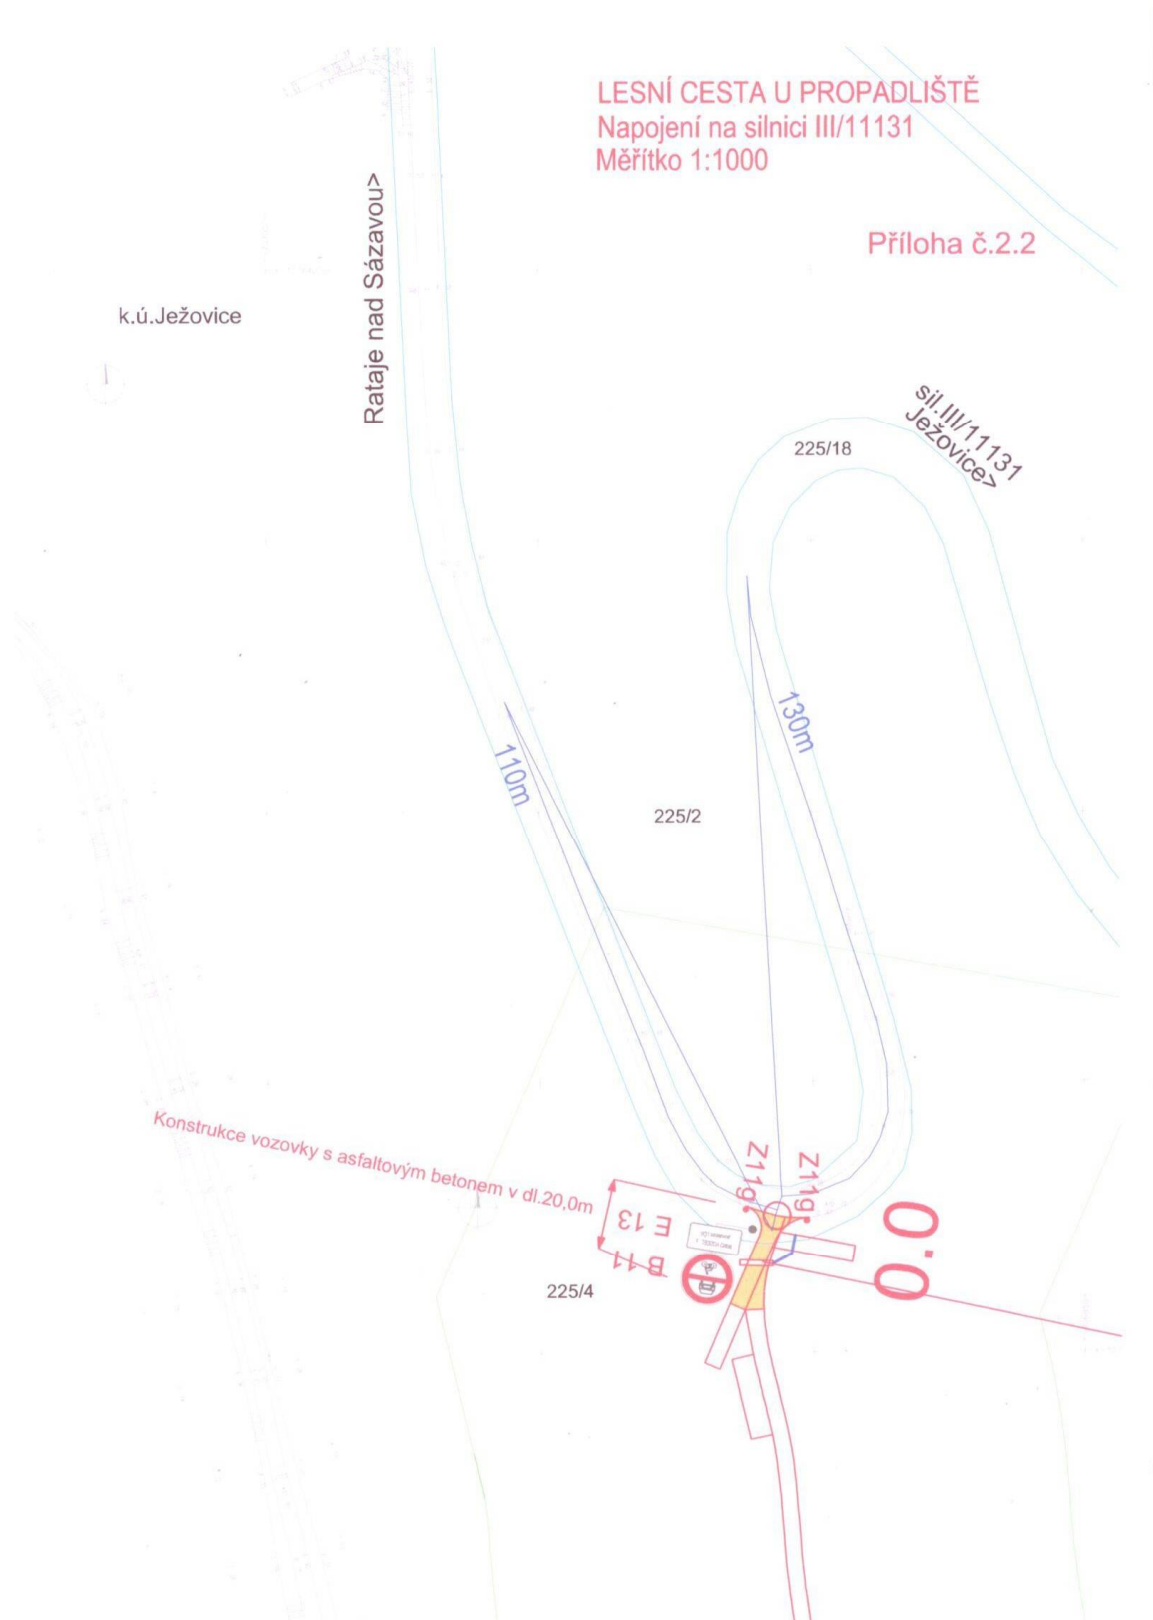 LESNÍ CESTA U PROPADLIŠTĚ
Napojení na silnici III/11131
Měřítko 1:1000
Příloha č.2.2
Rataje nad Sázavou>
k.ú.Ježovice
sil.III/11131
Ježovice>
225/18
130m
110m
225/2
Konstrukce vozovky s asfaltovým betonem v dl.20,0m
Z11g
Z11g
E 13
B 11
0.0
225/4